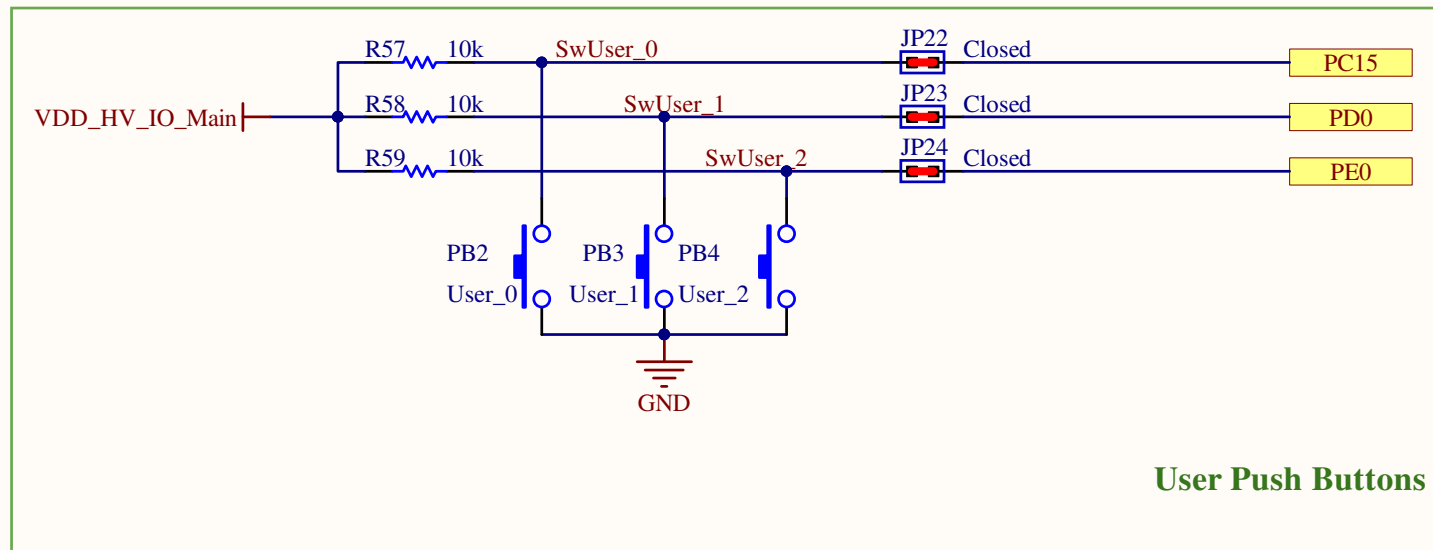 R57 10k SwUser_0 JP22 Closed PC15
VDD_HV_IO_Main R58 10k SwUser_1 JP23 Closed PD0
R59 10k SwUser_2 JP24 Closed PE0
PB2 PB3 PB4
User_0 User_1 User_2
GND
User Push Buttons